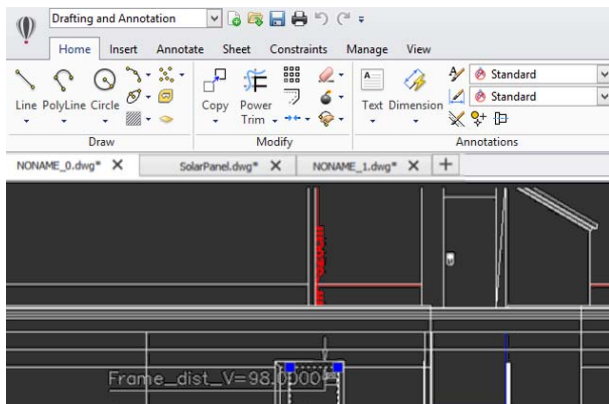 Drafting and Annotation
Home Insert Annotate Sheet Constraints Manage View
Line PolyLine Circle
Copy Power Trim
Text Dimension
Standard
Standard
Draw Modify Annotations
NONAME_0.dwg* SolarPanel.dwg* NONAME_1.dwg*
Frame_dist_V=98.0000